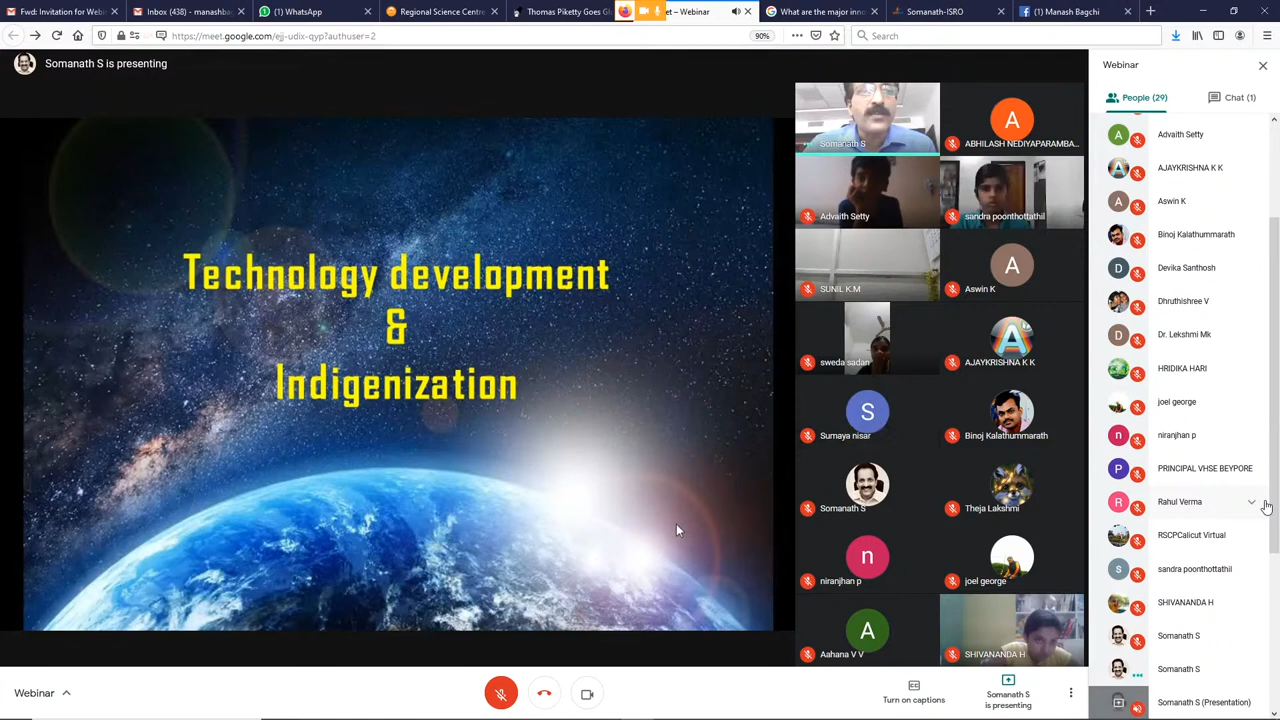 Fwd: Invitation for Webinar
Inbox (438) - manashbag
(1) WhatsApp
Regional Science Centre
Thomas Piketty Goes Gl
et – Webinar
What are the major inno
Somanath-ISRO
(1) Manash Bagchi
https://meet.google.com/ejj-udix-qyp?authuser=2
90%
Search
Somanath S is presenting
Technology development
&
Indigenization
Somanath S
ABHILASH NEDIYAPARAMBA...
Advaith Setty
sandra poonthottathil
SUNIL K.M
Aswin K
sweda sadan
AJAYKRISHNA K K
Sumaya nisar
Binoj Kalathummarath
Somanath S
Theja Lakshmi
niranjhan p
joel george
Aahana V V
SHIVANANDA H
A
A
A
S
n
A
Webinar
People (29)
Chat (1)
A
Advaith Setty
AJAYKRISHNA K K
A
Aswin K
Binoj Kalathummarath
D
Devika Santhosh
Dhruthishree V
D
Dr. Lekshmi Mk
HRIDIKA HARI
joel george
n
niranjhan p
P
PRINCIPAL VHSE BEYPORE
R
Rahul Verma
RSCPCalicut Virtual
S
sandra poonthottathil
SHIVANANDA H
Somanath S
Somanath S
Somanath S (Presentation)
Webinar
Turn on captions
Somanath S
is presenting